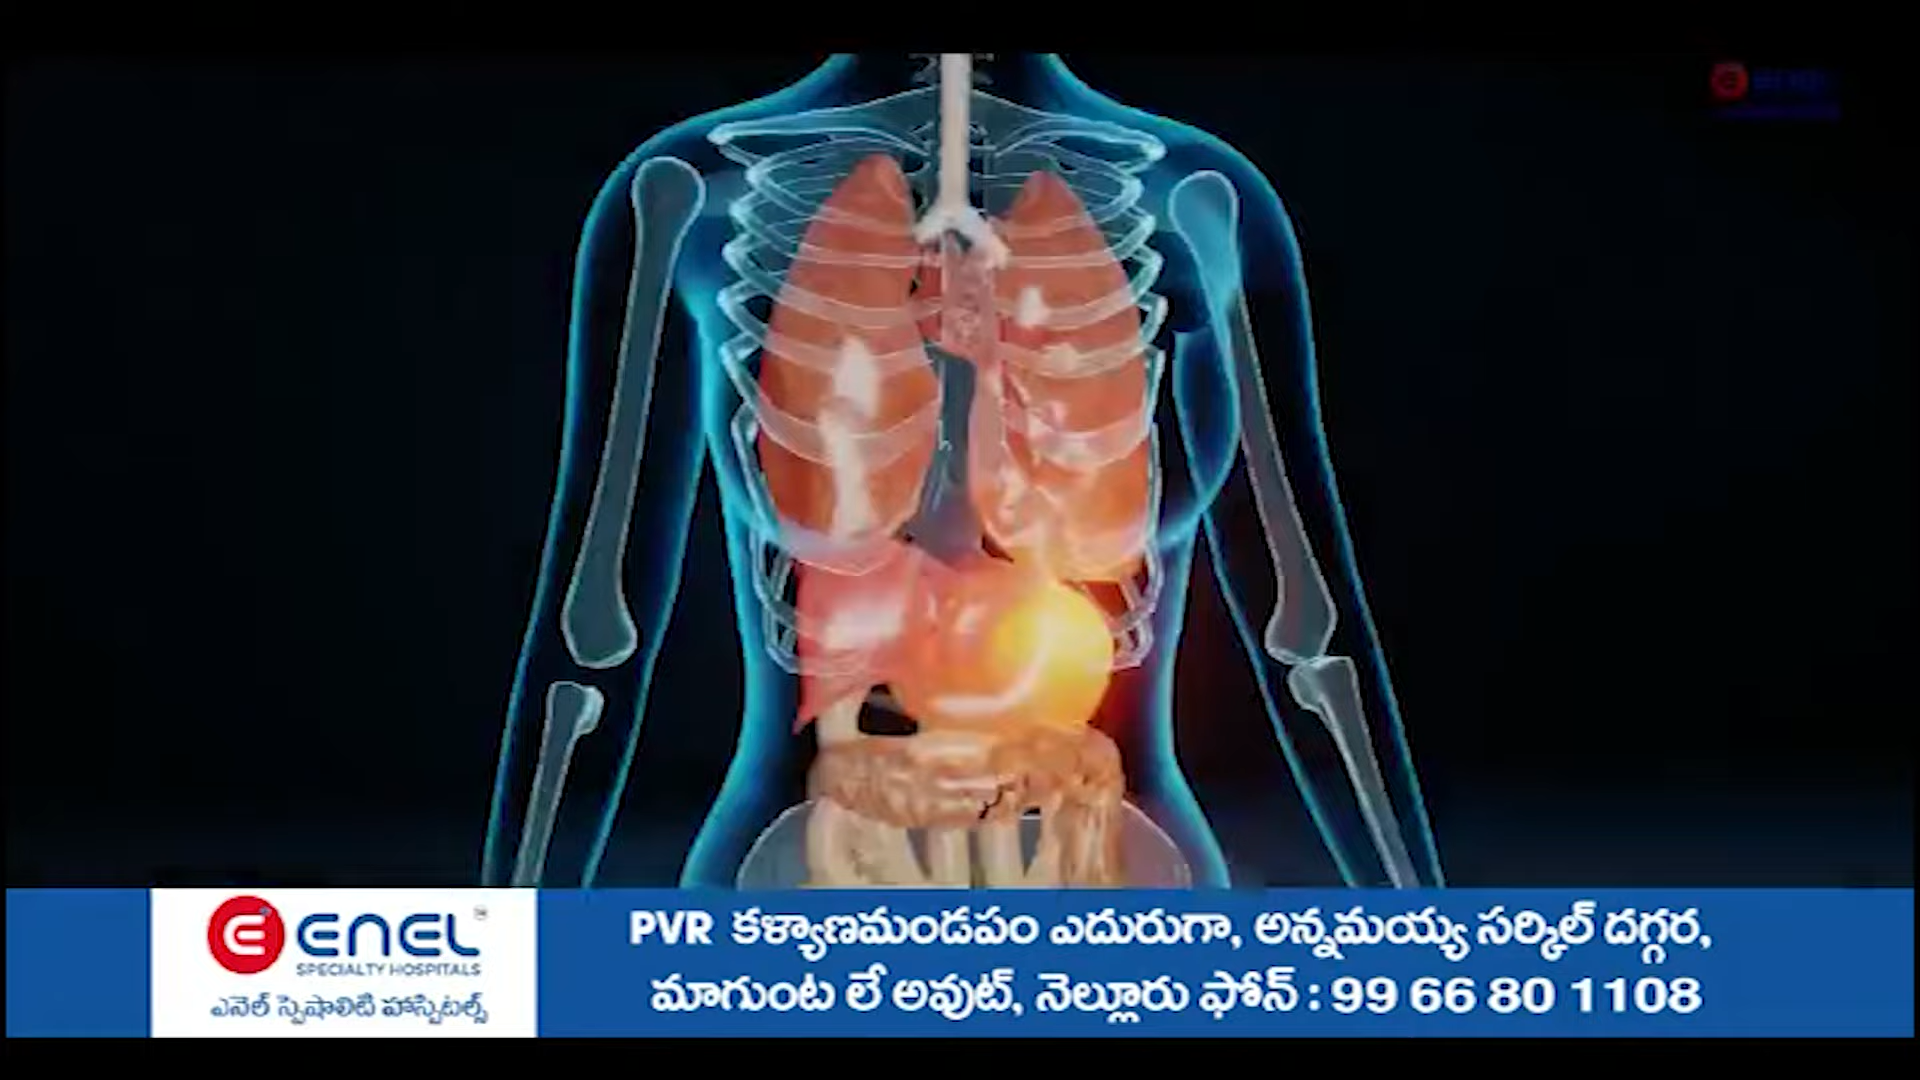 ENEL
SPECIALTY HOSPITALS
ఎనెల్ స్పెషాలిటి హాస్పిటల్స్
PVR కళ్యాణమండపం ఎదురుగా, అన్నమయ్య సర్కిల్ దగ్గర,
మాగుంట లే అవుట్, నెల్లూరు ఫోన్ : 99 66 80 1108